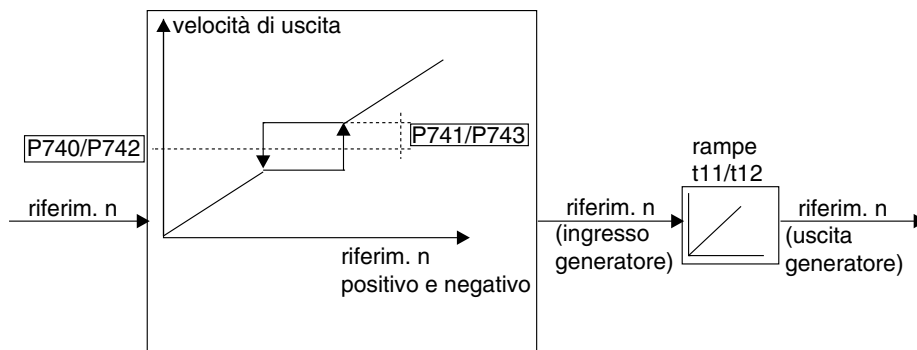 velocità di uscita
P740/P742
P741/P743
riferim. n
riferim. n
positivo e negativo
riferim. n
(ingresso
generatore)
rampe
t11/t12
riferim. n
(uscita
generatore)